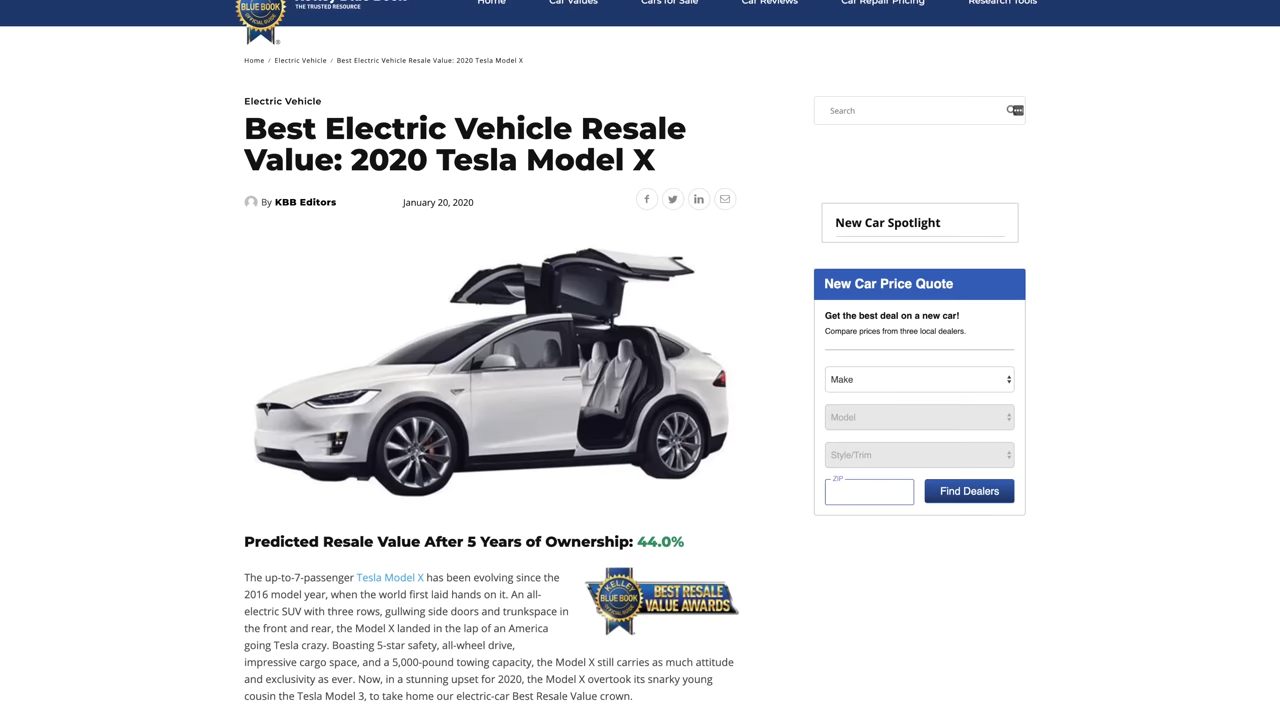 BLUE BOOK
OFFICIAL GUIDE
THE TRUSTED RESOURCE
Home
Car Values
Cars for Sale
Car Reviews
Car Repair Pricing
Research Tools
Home / Electric Vehicle / Best Electric Vehicle Resale Value: 2020 Tesla Model X
Electric Vehicle
Best Electric Vehicle Resale
Value: 2020 Tesla Model X
By KBB Editors
January 20, 2020
Predicted Resale Value After 5 Years of Ownership: 44.0%
The up-to-7-passenger Tesla Model X has been evolving since the
2016 model year, when the world first laid hands on it. An all-
electric SUV with three rows, gullwing side doors and trunkspace in
the front and rear, the Model X landed in the lap of an America
going Tesla crazy. Boasting 5-star safety, all-wheel drive,
impressive cargo space, and a 5,000-pound towing capacity, the Model X still carries as much attitude
and exclusivity as ever. Now, in a stunning upset for 2020, the Model X overtook its snarky young
cousin the Tesla Model 3, to take home our electric-car Best Resale Value crown.
KELLEY
BLUE BOOK
OFFICIAL GUIDE
BEST RESALE
VALUE AWARDS
Search
New Car Spotlight
New Car Price Quote
Get the best deal on a new car!
Compare prices from three local dealers.
Make
Model
Style/Trim
ZIP
Find Dealers